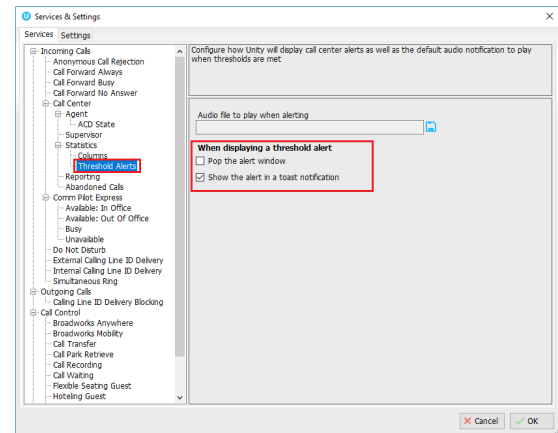 Services & Settings
Services Settings
Incoming Calls
Anonymous Call Rejection
Call Forward Always
Call Forward Busy
Call Forward No Answer
Call Center
Agent
ACD State
Supervisor
Statistics
Columns
Threshold Alerts
Reporting
Abandoned Calls
Comm Pilot Express
Available: In Office
Available: Out Of Office
Busy
Unavailable
Do Not Disturb
External Calling Line ID Delivery
Internal Calling Line ID Delivery
Simultaneous Ring
Outgoing Calls
Calling Line ID Delivery Blocking
Call Control
Broadworks Anywhere
Broadworks Mobility
Call Transfer
Call Park Retrieve
Call Recording
Call Waiting
Flexible Seating Guest
Hoteling Guest
Configure how Unity will display call center alerts as well as the default audio notification to play
when thresholds are met
Audio file to play when alerting
When displaying a threshold alert
Pop the alert window
Show the alert in a toast notification
Cancel OK